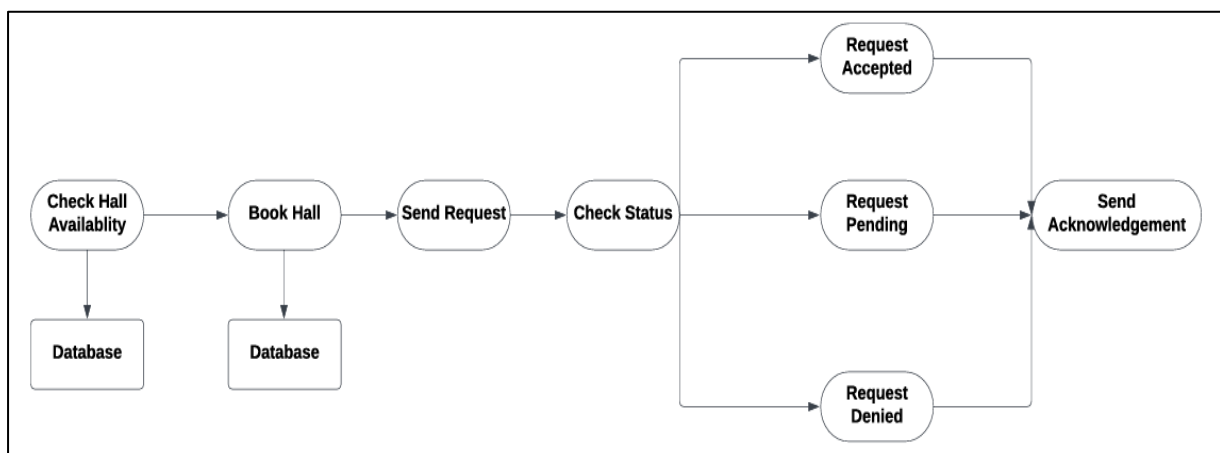 Check Hall
Availablity
Database
Book Hall
Database
Send Request
Check Status
Request
Accepted
Request
Pending
Request
Denied
Send
Acknowledgement